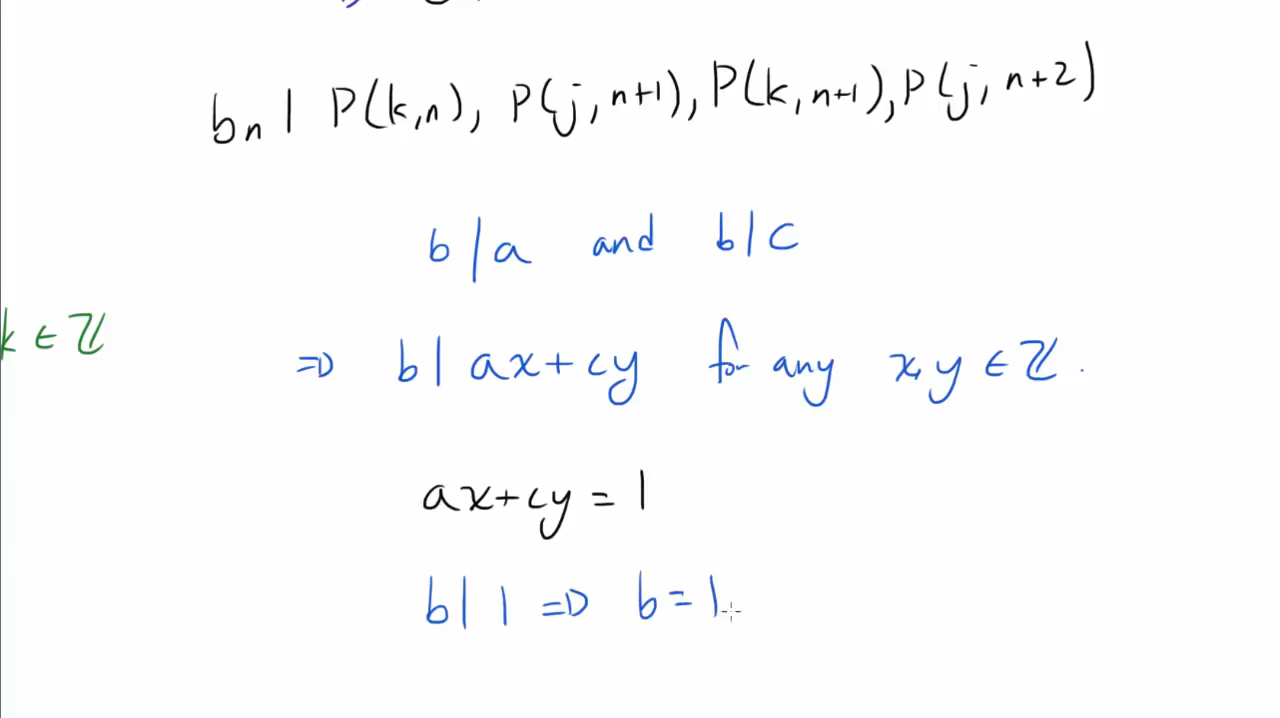 bₙ | P(k,n), P(j, n+1), P(k, n+1), P(j, n+2)
b | a and b | c
k ∈ ℤ
⇒ b | ax+cy for any x, y ∈ ℤ.
ax+cy = 1
b | 1 ⇒ b = 1